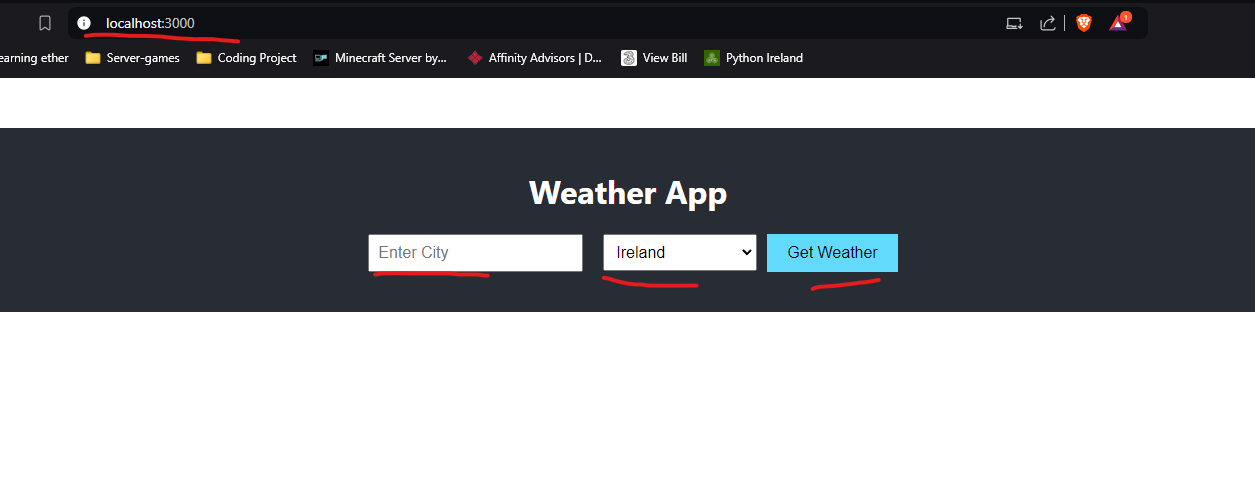 localhost:3000
1
earning ether Server-games Coding Project Minecraft Server by... Affinity Advisors | D... View Bill Python Ireland
Weather App
Enter City Ireland Get Weather